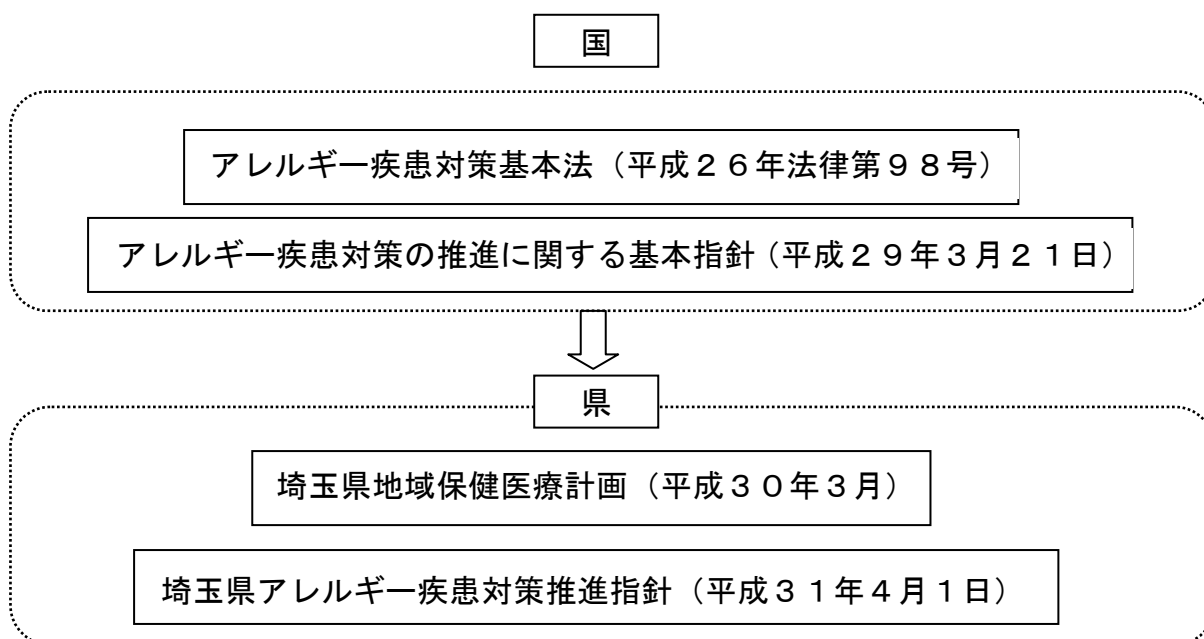 国
アレルギー疾患対策基本法（平成２６年法律第９８号）
アレルギー疾患対策の推進に関する基本指針（平成２９年３月２１日）
県
埼玉県地域保健医療計画（平成３０年３月）
埼玉県アレルギー疾患対策推進指針（平成３１年４月１日）